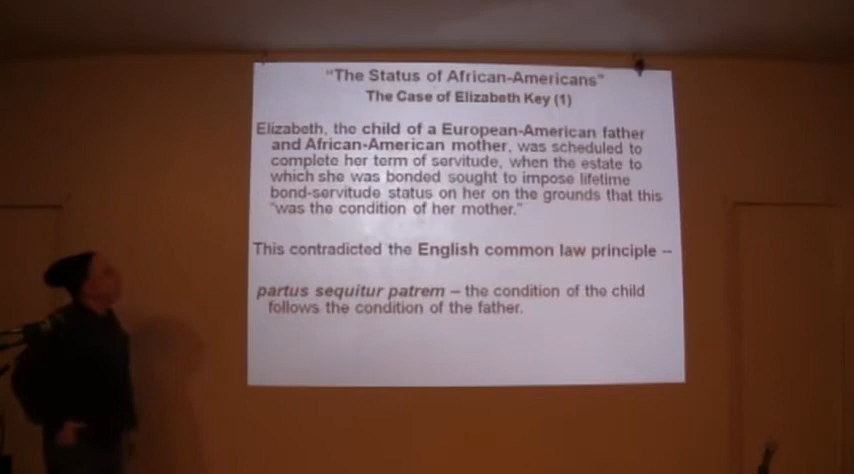 "The Status of African-Americans"
The Case of Elizabeth Key (1)
Elizabeth, the child of a European-American father
and African-American mother, was scheduled to
complete her term of servitude, when the estate to
which she was bonded sought to impose lifetime
bond-servitude status on her on the grounds that this
"was the condition of her mother."
This contradicted the English common law principle --
partus sequitur patrem – the condition of the child
follows the condition of the father.